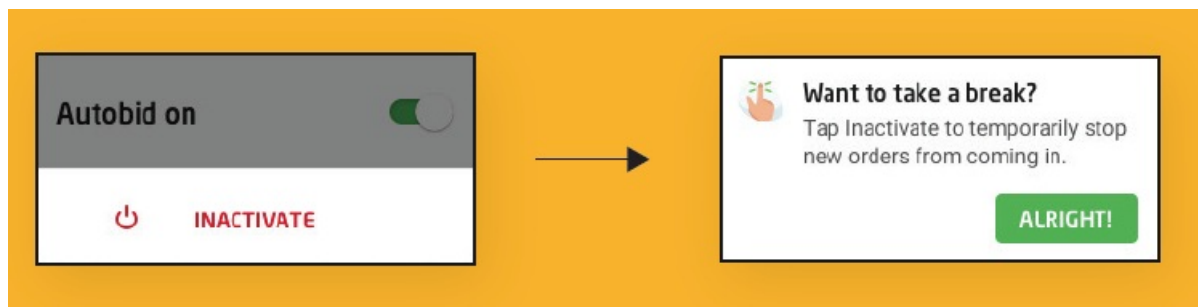 Autobid on
INACTIVATE
Want to take a break?
Tap Inactivate to temporarily stop
new orders from coming in.
ALRIGHT!